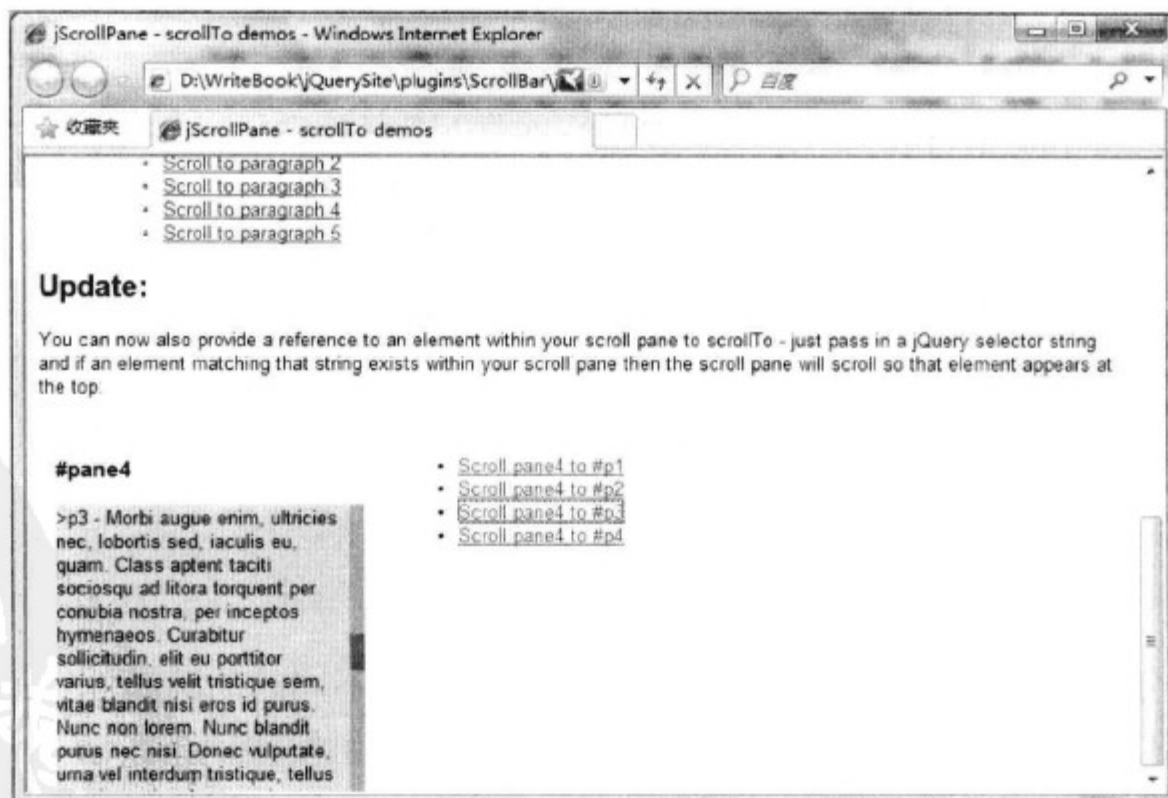 jScrollPane - scrollTo demos - Windows Internet Explorer
D:\WriteBook\jQuerySite\plugins\ScrollBar\j
百度
收藏夹
jScrollPane - scrollTo demos
• Scroll to paragraph 2
• Scroll to paragraph 3
• Scroll to paragraph 4
• Scroll to paragraph 5
Update:
You can now also provide a reference to an element within your scroll pane to scrollTo - just pass in a jQuery selector string
and if an element matching that string exists within your scroll pane then the scroll pane will scroll so that element appears at
the top.
#pane4
>p3 - Morbi augue enim, ultricies
nec, lobortis sed, iaculis eu,
quam. Class aptent taciti
sociosqu ad litora torquent per
conubia nostra, per inceptos
hymenaeos. Curabitur
sollicitudin, elit eu porttitor
varius, tellus velit tristique sem,
vitae blandit nisi eros id purus.
Nunc non lorem. Nunc blandit
purus nec nisi. Donec vulputate,
urna vel interdum tristique, tellus
• Scroll pane4 to #p1
• Scroll pane4 to #p2
• Scroll pane4 to #p3
• Scroll pane4 to #p4